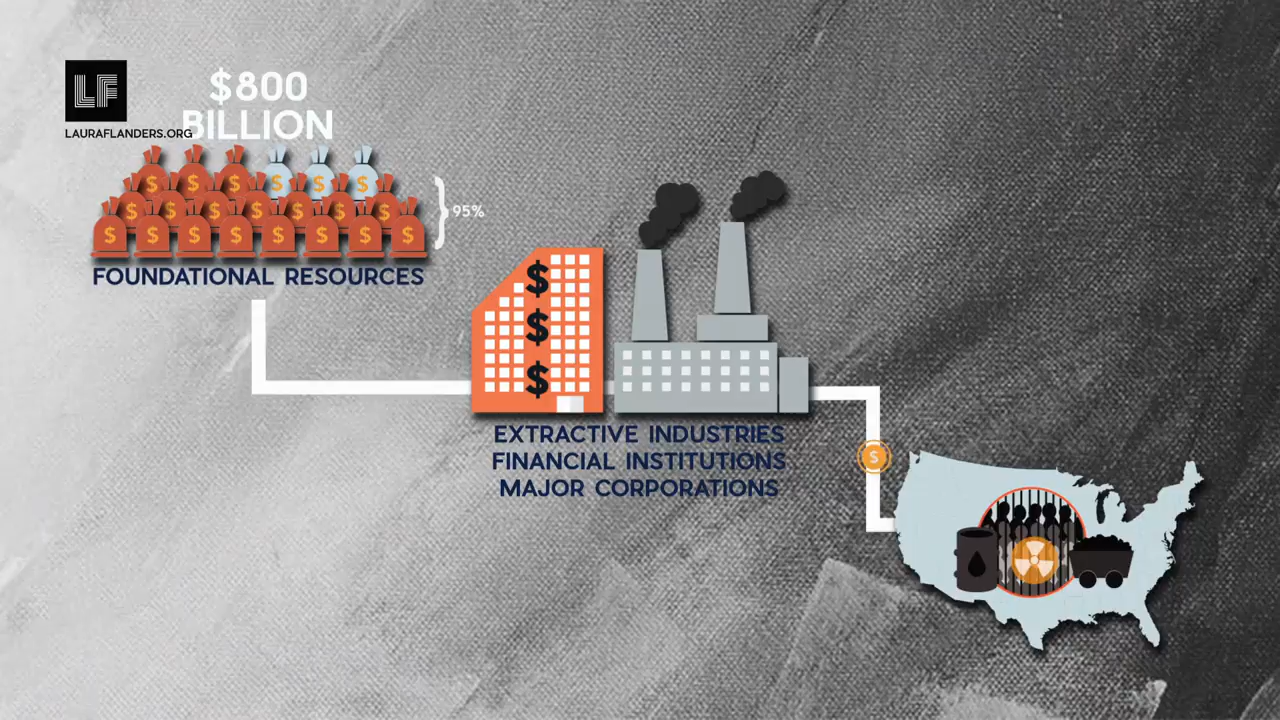 LF
LAURAFLANDERS.ORG
$800
BILLION
95%
FOUNDATIONAL RESOURCES
EXTRACTIVE INDUSTRIES
FINANCIAL INSTITUTIONS
MAJOR CORPORATIONS